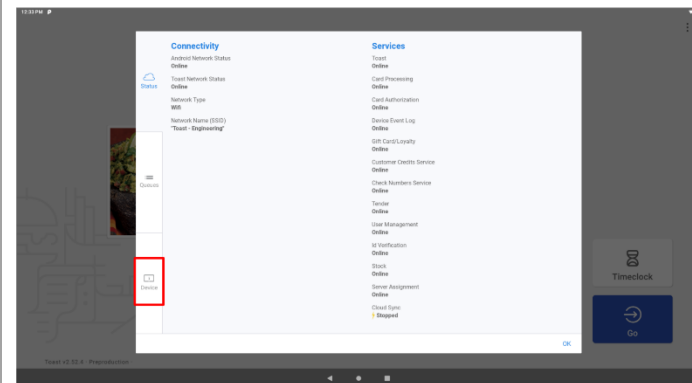 12:33 PM
Connectivity
Android Network Status
Online
Toast Network Status
Online
Network Type
Wifi
Network Name (SSID)
"Toast - Engineering"
Services
Toast
Online
Card Processing
Online
Card Authorization
Online
Device Event Log
Online
Gift Card/Loyalty
Online
Customer Credits Service
Online
Check Numbers Service
Online
Tender
Online
User Management
Online
Id Verification
Online
Stock
Online
Server Assignment
Online
Cloud Sync
Stopped
Status
Queues
Device
OK
Timeclock
Go
Preproduction